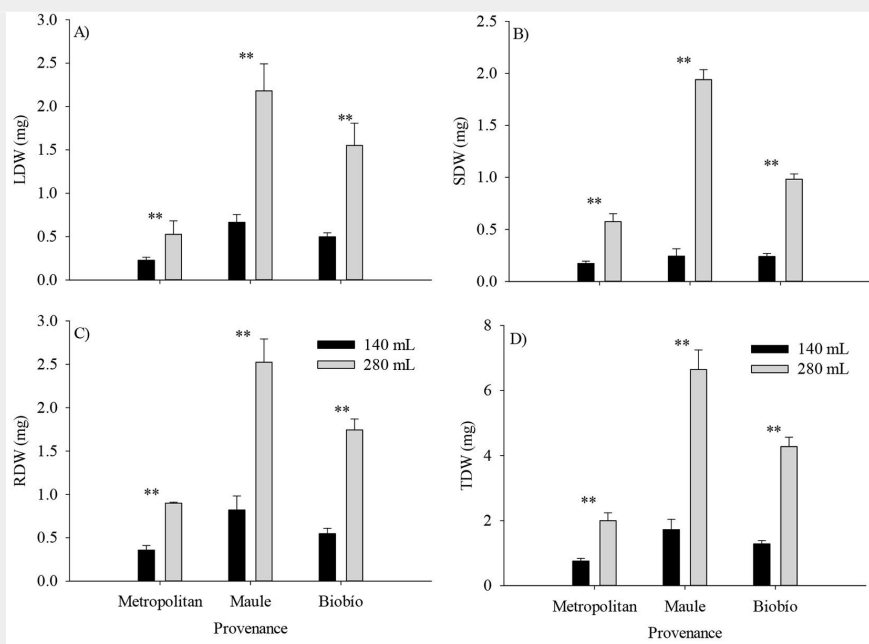 A)
3.0
2.5
2.0
1.5
1.0
0.5
0.0
LDW (mg)
**
**
**
B)
2.5
2.0
1.5
1.0
0.5
0.0
SDW (mg)
**
**
**
C)
3.0
2.5
2.0
1.5
1.0
0.5
0.0
RDW (mg)
140 mL
280 mL
**
**
**
Metropolitan Maule Biobío
Provenance
D)
8
6
4
2
0
TDW (mg)
140 mL
280 mL
**
**
**
Metropolitan Maule Biobío
Provenance